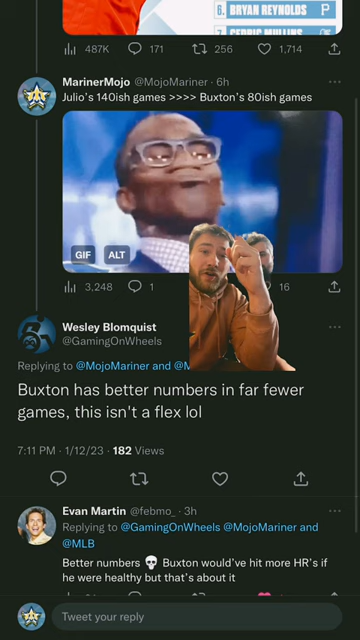 6. BRYAN REYNOLDS P
7. CEDRIC MULLINS
487K 171 256 1,714
MarinerMojo @MojoMariner · 6h
Julio's 140ish games >>>> Buxton's 80ish games
GIF ALT
3,248 1 16
Wesley Blomquist
@GamingOnWheels
Replying to @MojoMariner and @M
Buxton has better numbers in far fewer
games, this isn't a flex lol
7:11 PM · 1/12/23 · 182 Views
Evan Martin @febmo_ · 3h
Replying to @GamingOnWheels @MojoMariner and
@MLB
Better numbers 💀 Buxton would've hit more HR's if
he were healthy but that's about it
Tweet your reply